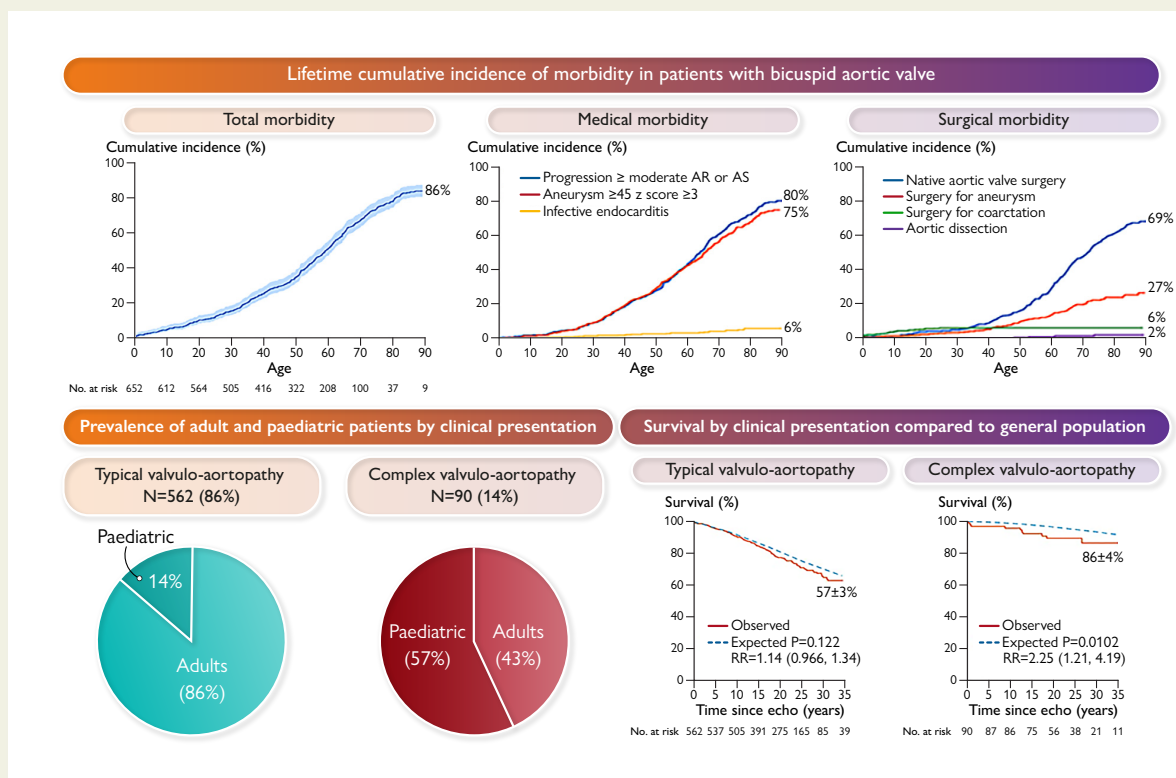 Lifetime cumulative incidence of morbidity in patients with bicuspid aortic valve
Total morbidity
Cumulative incidence (%)
100
80
60
40
20
0
86%
0 10 20 30 40 50 60 70 80 90
Age
No. at risk 652 612 564 505 416 322 208 100 37 9
Medical morbidity
Cumulative incidence (%)
100
80
60
40
20
0
Progression ≥ moderate AR or AS
Aneurysm ≥45 z score ≥3
Infective endocarditis
80%
75%
6%
0 10 20 30 40 50 60 70 80 90
Age
Surgical morbidity
Cumulative incidence (%)
100
80
60
40
20
0
Native aortic valve surgery
Surgery for aneurysm
Surgery for coarctation
Aortic dissection
69%
27%
6%
2%
0 10 20 30 40 50 60 70 80 90
Age
Prevalence of adult and paediatric patients by clinical presentation
Typical valvulo-aortopathy
N=562 (86%)
Paediatric
14%
Adults
(86%)
Complex valvulo-aortopathy
N=90 (14%)
Paediatric
(57%)
Adults
(43%)
Survival by clinical presentation compared to general population
Typical valvulo-aortopathy
Survival (%)
100
80
60
40
20
0
57±3%
Observed
Expected P=0.122
RR=1.14 (0.966, 1.34)
0 5 10 15 20 25 30 35
Time since echo (years)
No. at risk 562 537 505 391 275 165 85 39
Complex valvulo-aortopathy
Survival (%)
100
80
60
40
20
0
86±4%
Observed
Expected P=0.0102
RR=2.25 (1.21, 4.19)
0 5 10 15 20 25 30 35
Time since echo (years)
No. at risk 90 87 86 75 56 38 21 11